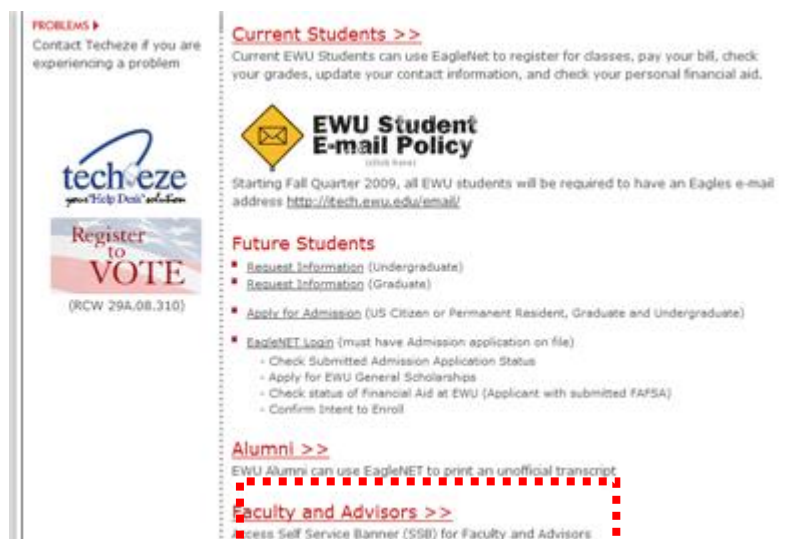 PROBLEMS
Contact Techeze if you are
experiencing a problem
tech-eze
your "Help Desk" solution
Register
to
VOTE
(RCW 29A.08.310)
Current Students >>
Current EWU Students can use EagleNet to register for classes, pay your bill, check
your grades, update your contact information, and check your personal financial aid.
EWU Student
E-mail Policy
(click here)
Starting Fall Quarter 2009, all EWU students will be required to have an Eagles e-mail
address http://itech.ewu.edu/email/
Future Students
Request Information (Undergraduate)
Request Information (Graduate)
Apply for Admission (US Citizen or Permanent Resident, Graduate and Undergraduate)
EagleNET Login (must have Admission application on file)
- Check Submitted Admission Application Status
- Apply for EWU General Scholarships
- Check status of Financial Aid at EWU (Applicant with submitted FAFSA)
- Confirm Intent to Enroll
Alumni >>
EWU Alumni can use EagleNET to print an unofficial transcript
Faculty and Advisors >>
Access Self Service Banner (SSB) for Faculty and Advisors